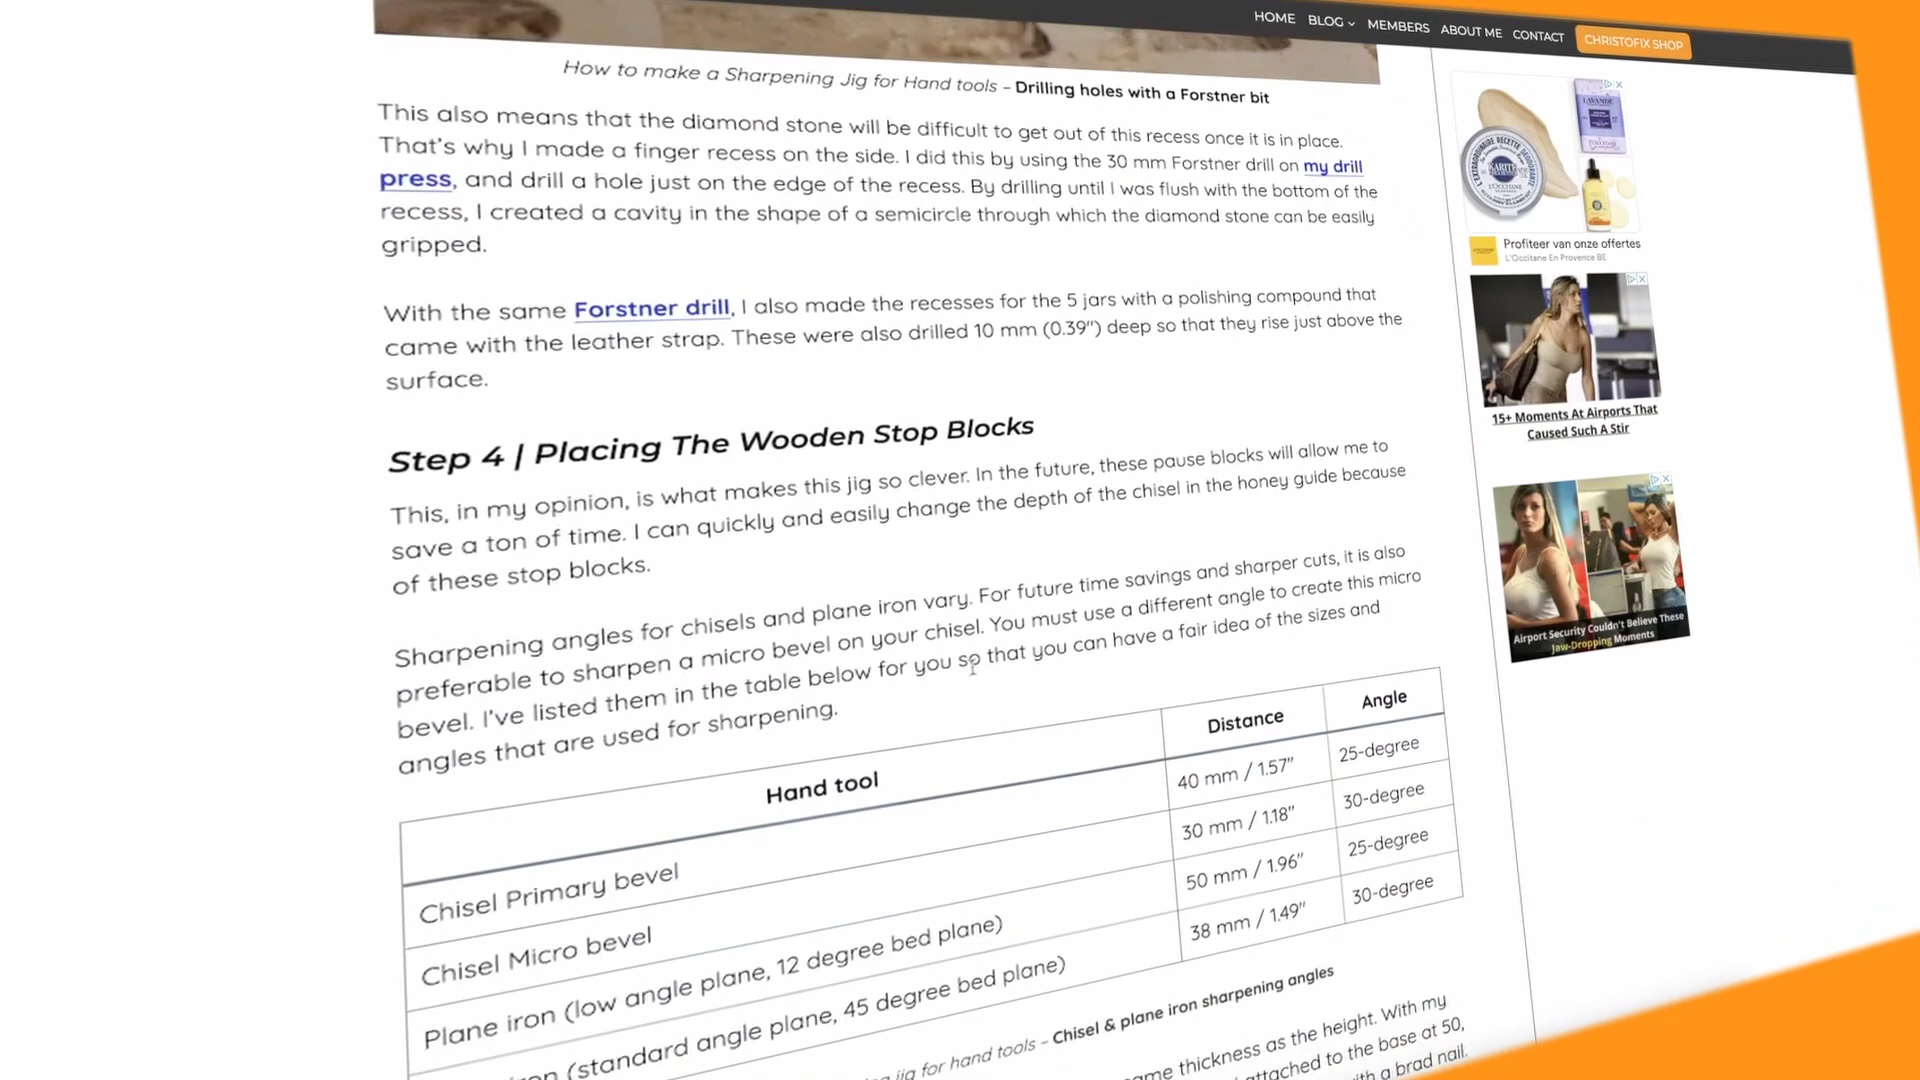 HOME BLOG MEMBERS ABOUT ME CONTACT CHRISTOFIX SHOP
How to make a Sharpening Jig for Hand tools – Drilling holes with a Forstner bit
This also means that the diamond stone will be difficult to get out of this recess once it is in place.
That's why I made a finger recess on the side. I did this by using the 30 mm Forstner drill on my drill
press, and drill a hole just on the edge of the recess. By drilling until I was flush with the bottom of the
recess, I created a cavity in the shape of a semicircle through which the diamond stone can be easily
gripped.
With the same Forstner drill, I also made the recesses for the 5 jars with a polishing compound that
came with the leather strap. These were also drilled 10 mm (0.39″) deep so that they rise just above the
surface.
Step 4 | Placing The Wooden Stop Blocks
This, in my opinion, is what makes this jig so clever. In the future, these pause blocks will allow me to
save a ton of time. I can quickly and easily change the depth of the chisel in the honey guide because
of these stop blocks.
Sharpening angles for chisels and plane iron vary. For future time savings and sharper cuts, it is also
preferable to sharpen a micro bevel on your chisel. You must use a different angle to create this micro
bevel. I've listed them in the table below for you so that you can have a fair idea of the sizes and
angles that are used for sharpening.
Hand tool Distance Angle
Chisel Primary bevel 40 mm / 1.57″ 25-degree
Chisel Micro bevel 30 mm / 1.18″ 30-degree
Plane iron (low angle plane, 12 degree bed plane) 50 mm / 1.96″ 25-degree
(standard angle plane, 45 degree bed plane) 38 mm / 1.49″ 30-degree
jig for hand tools – Chisel & plane iron sharpening angles
thickness as the height. With my
attached to the base at 50,
a brad nail.
LAVANDE
KARITÉ
L'OCCITANE
Profiteer van onze offertes
L'Occitane En Provence BE
15+ Moments At Airports That
Caused Such A Stir
Airport Security Couldn't Believe These
Jaw-Dropping Moments